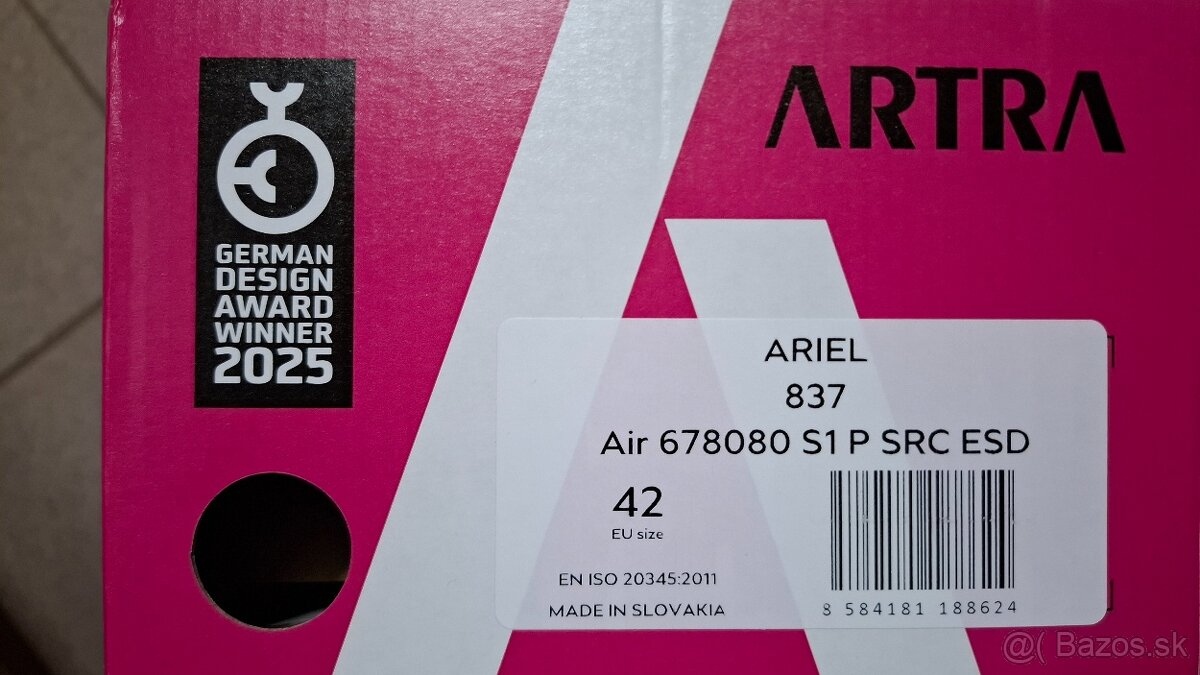 ARTRA
GERMAN
DESIGN
AWARD
WINNER
2025
ARIEL
837
Air 678080 S1 P SRC ESD
42
EU size
EN ISO 20345:2011
MADE IN SLOVAKIA
8 584181 188624
@( Bazos.sk